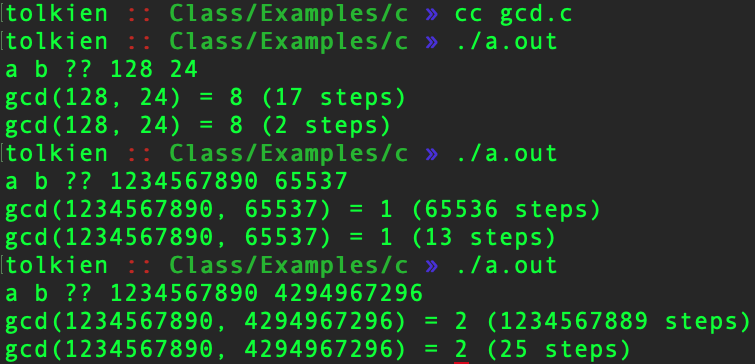 [tolkien :: Class/Examples/c » cc gcd.c
[tolkien :: Class/Examples/c » ./a.out
a b ?? 128 24
gcd(128, 24) = 8 (17 steps)
gcd(128, 24) = 8 (2 steps)
[tolkien :: Class/Examples/c » ./a.out
a b ?? 1234567890 65537
gcd(1234567890, 65537) = 1 (65536 steps)
gcd(1234567890, 65537) = 1 (13 steps)
[tolkien :: Class/Examples/c » ./a.out
a b ?? 1234567890 4294967296
gcd(1234567890, 4294967296) = 2 (1234567889 steps)
gcd(1234567890, 4294967296) = 2 (25 steps)